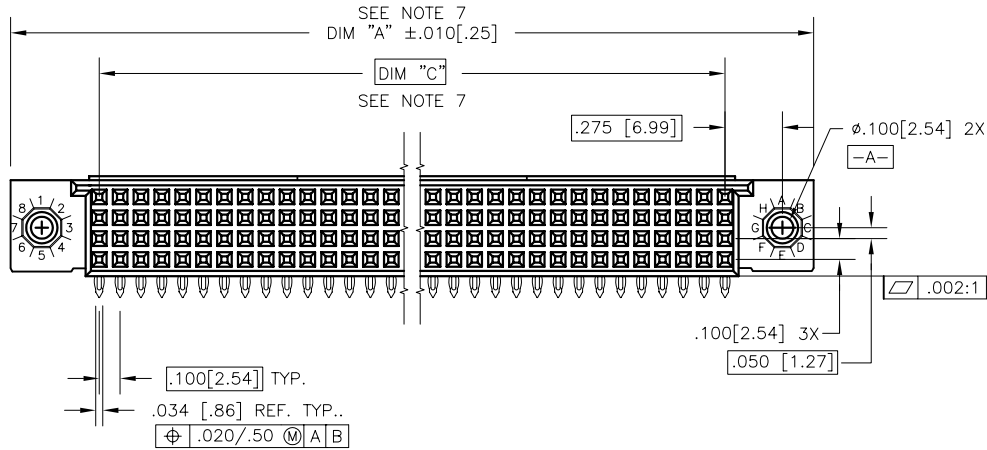 SEE NOTE 7
DIM "A" ±.010[.25]
DIM "C"
SEE NOTE 7
.275 [6.99]
ø.100[2.54] 2X
-A-
8 1 2
7 3
6 5 4
H A B
G C
F E D
.002:1
.100[2.54] 3X
.050 [1.27]
.100[2.54] TYP.
.034 [.86] REF. TYP..
⌖ .020/.50 Ⓜ A B